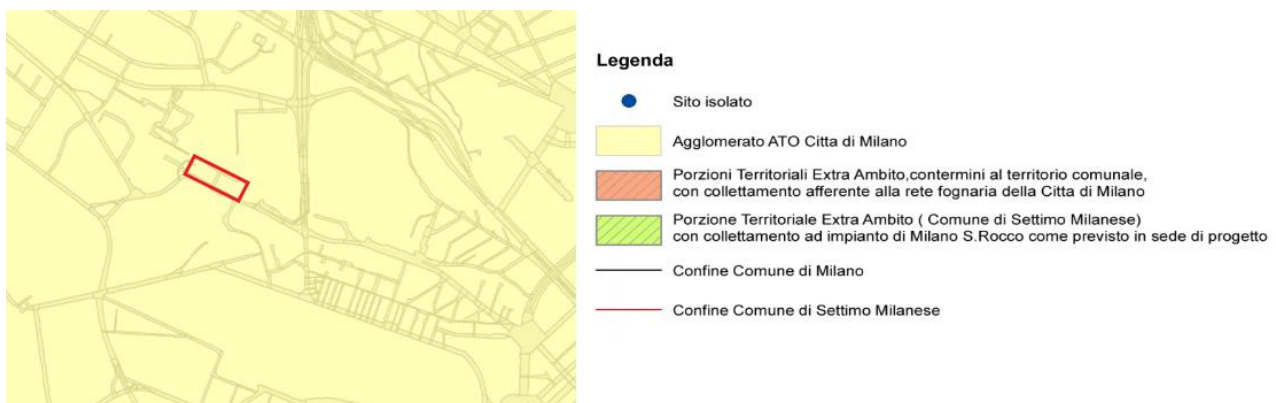 Legenda
Sito isolato
Agglomerato ATO Citta di Milano
Porzioni Territoriali Extra Ambito,contermini al territorio comunale,
con collettamento afferente alla rete fognaria della Citta di Milano
Porzione Territoriale Extra Ambito ( Comune di Settimo Milanese)
con collettamento ad impianto di Milano S.Rocco come previsto in sede di progetto
Confine Comune di Milano
Confine Comune di Settimo Milanese